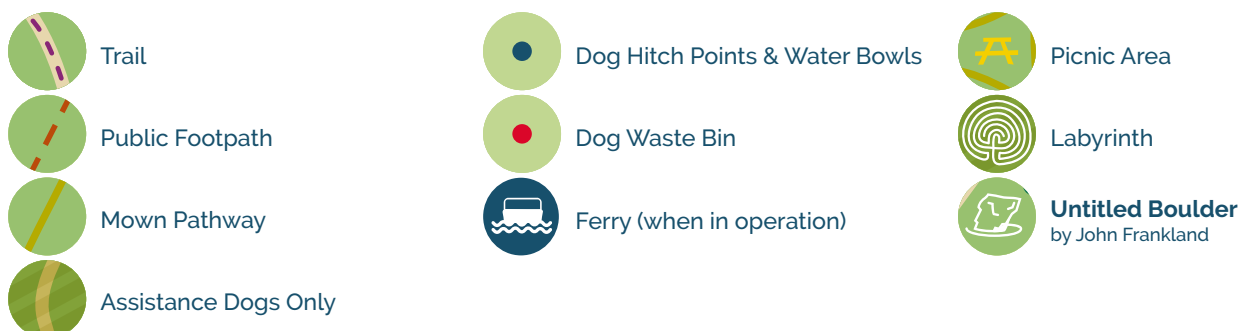 Trail
Public Footpath
Mown Pathway
Assistance Dogs Only
Dog Hitch Points & Water Bowls
Dog Waste Bin
Ferry (when in operation)
Picnic Area
Labyrinth
Untitled Boulder
by John Frankland